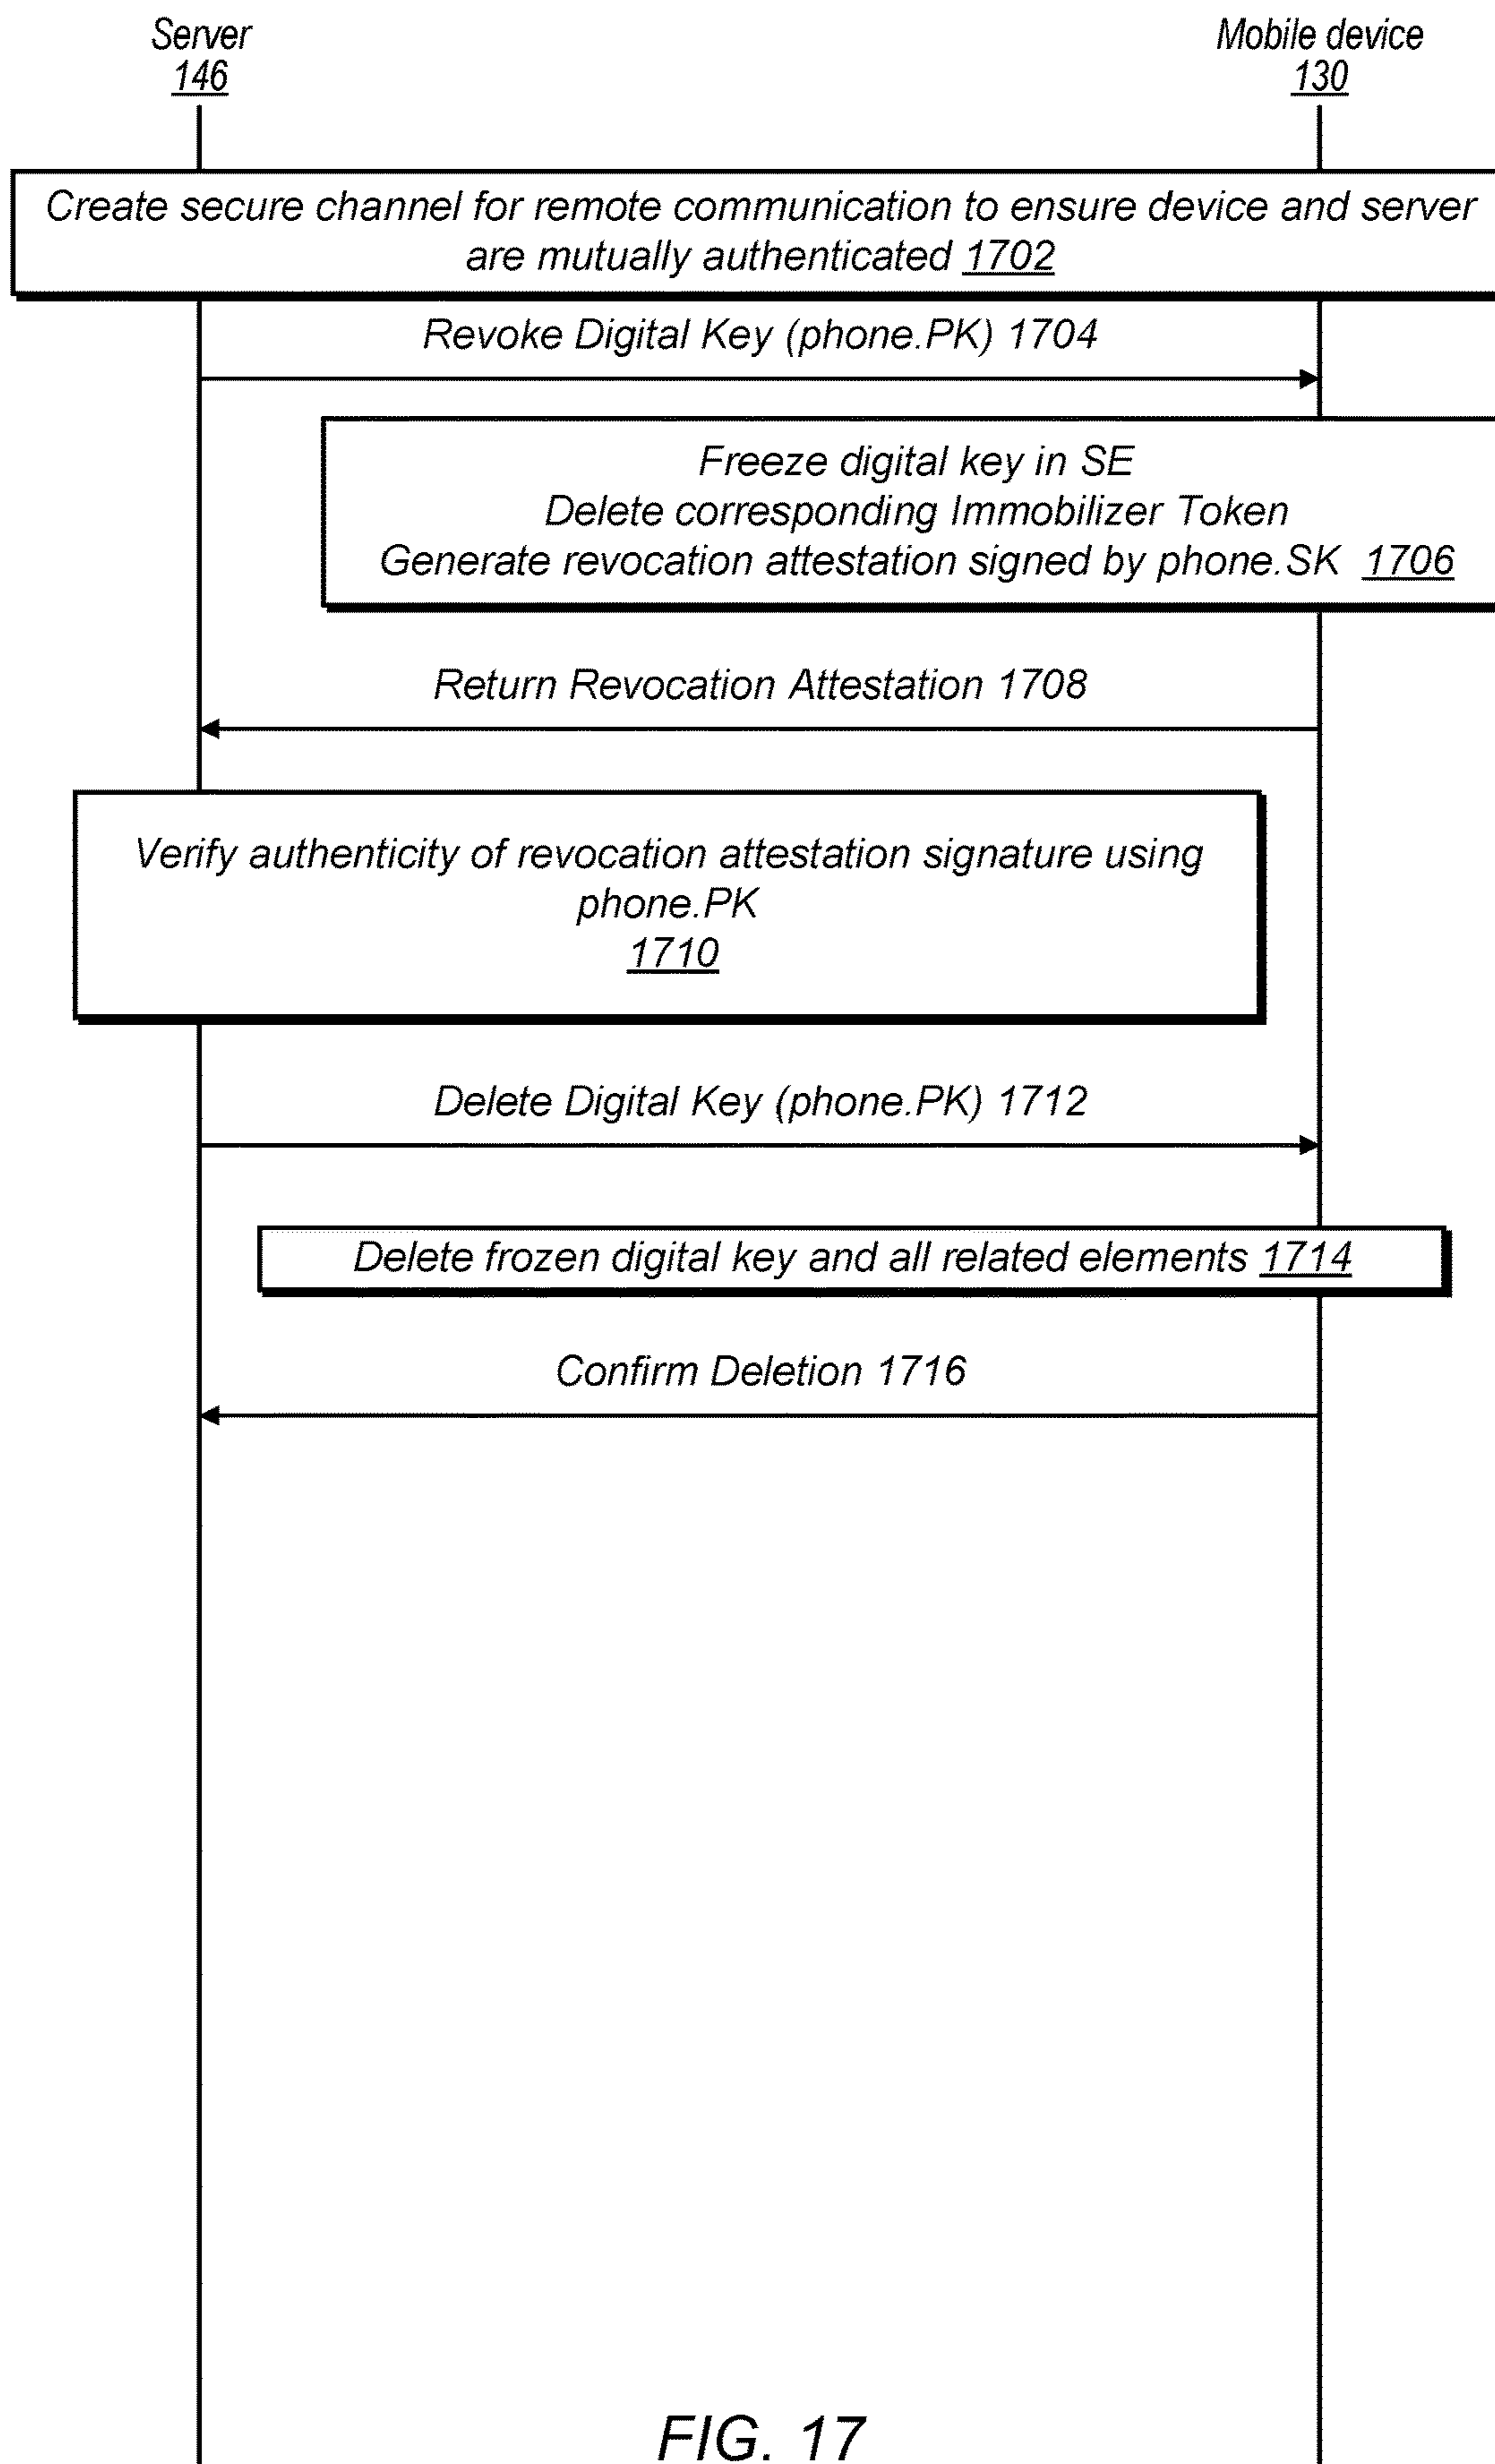 Server
146
Mobile device
130
Create secure channel for remote communication to ensure device and server
are mutually authenticated 1702
Revoke Digital Key (phone.PK) 1704
Freeze digital key in SE
Delete corresponding Immobilizer Token
Generate revocation attestation signed by phone.SK 1706
Return Revocation Attestation 1708
Verify authenticity of revocation attestation signature using
phone.PK
1710
Delete Digital Key (phone.PK) 1712
Delete frozen digital key and all related elements 1714
Confirm Deletion 1716
FIG. 17